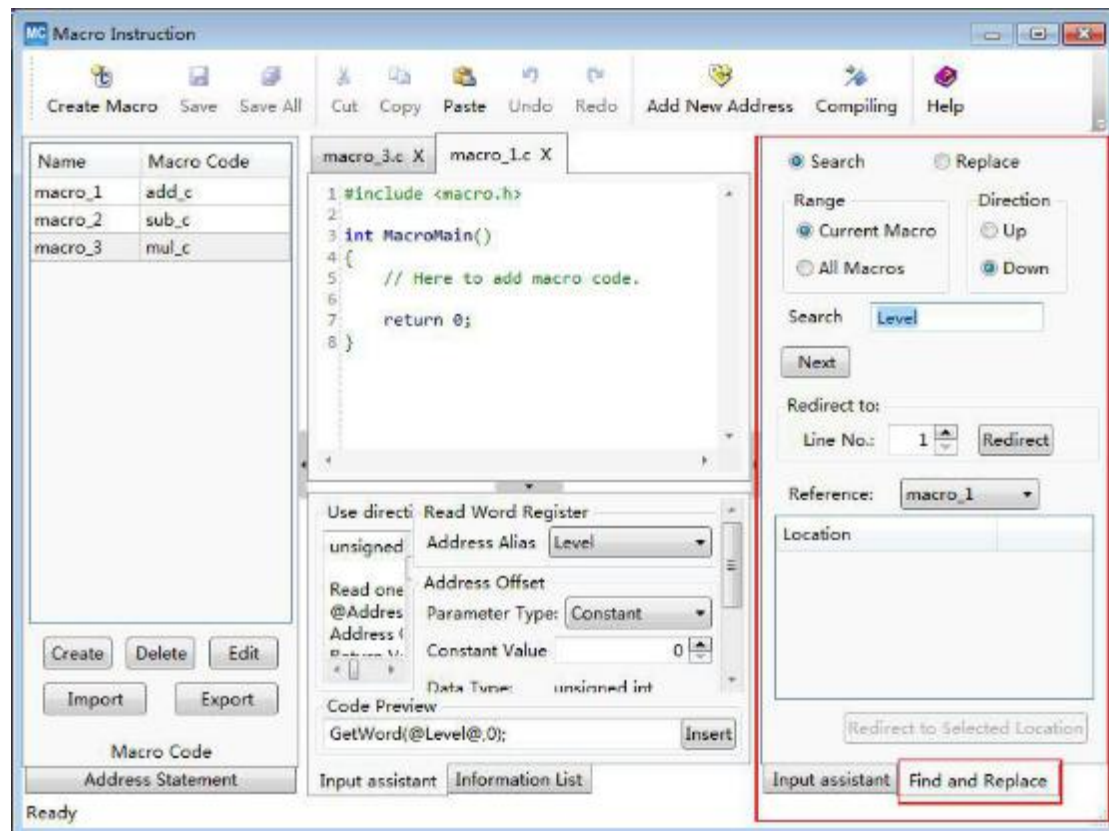 MC Macro Instruction
Create Macro Save Save All Cut Copy Paste Undo Redo Add New Address Compiling Help
Name Macro Code
macro_1 add_c
macro_2 sub_c
macro_3 mul_c
Create Delete Edit
Import Export
Macro Code
Address Statement
Ready
macro_3.c X macro_1.c X
1 #include <macro.h>
2
3 int MacroMain()
4 {
5 // Here to add macro code.
6
7 return 0;
8 }
Use directi
unsigned
Read one
@Addres
Address
Read Word Register
Address Alias Level
Address Offset
Parameter Type: Constant
Constant Value 0
Data Type: unsigned int
Code Preview
GetWord(@Level@,0); Insert
Input assistant Information List
Search Replace
Range Direction
Current Macro Up
All Macros Down
Search Level
Next
Redirect to:
Line No.: 1 Redirect
Reference: macro_1
Location
Redirect to Selected Location
Input assistant Find and Replace